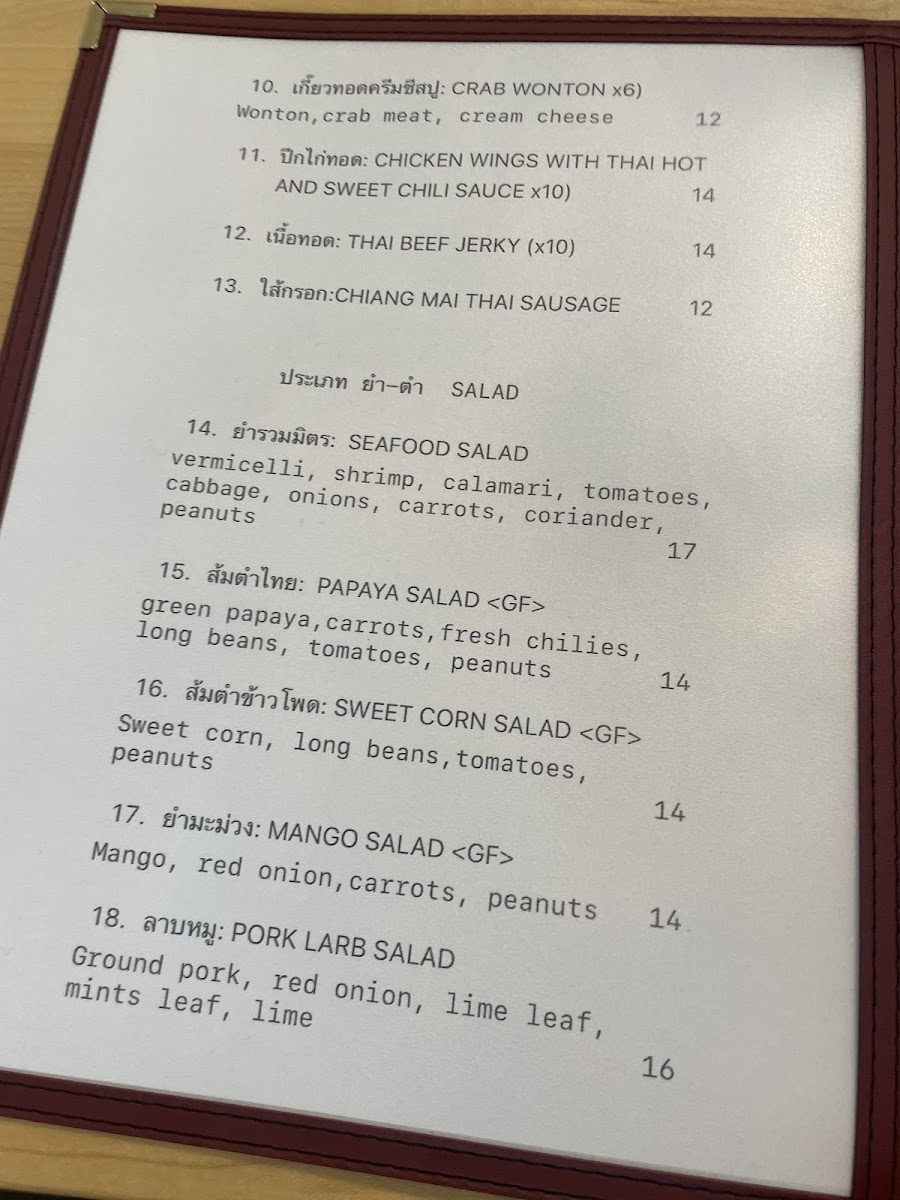 10. เกี๊ยวทอดครีมชีสปู: CRAB WONTON x6)
Wonton,crab meat, cream cheese 12
11. ปีกไก่ทอด: CHICKEN WINGS WITH THAI HOT
AND SWEET CHILI SAUCE x10) 14
12. เนื้อทอด: THAI BEEF JERKY (x10) 14
13. ใส้กรอก:CHIANG MAI THAI SAUSAGE 12
ประเภท ยำ–ตำ SALAD
14. ยำรวมมิตร: SEAFOOD SALAD
vermicelli, shrimp, calamari, tomatoes,
cabbage, onions, carrots, coriander,
peanuts
17
15. ส้มตำไทย: PAPAYA SALAD <GF>
green papaya,carrots,fresh chilies,
long beans, tomatoes, peanuts 14
16. ส้มตำข้าวโพด: SWEET CORN SALAD <GF>
Sweet corn, long beans,tomatoes,
peanuts
14
17. ยำมะม่วง: MANGO SALAD <GF>
Mango, red onion,carrots, peanuts 14
18. ลาบหมู: PORK LARB SALAD
Ground pork, red onion, lime leaf,
mints leaf, lime
16